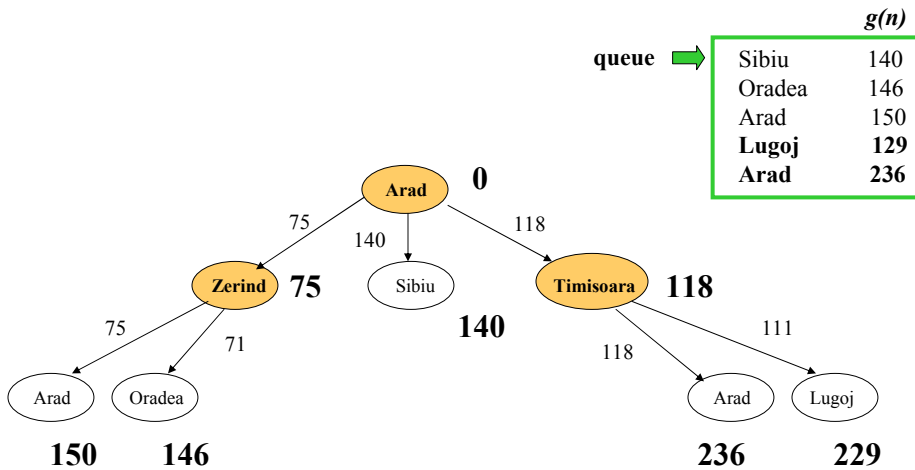 g(n)
queue
Sibiu 140
Oradea 146
Arad 150
Lugoj 129
Arad 236
Arad 0
75 140 118
Zerind 75
Sibiu
140
Timisoara 118
75 71
118 111
Arad
150
Oradea
146
Arad
236
Lugoj
229